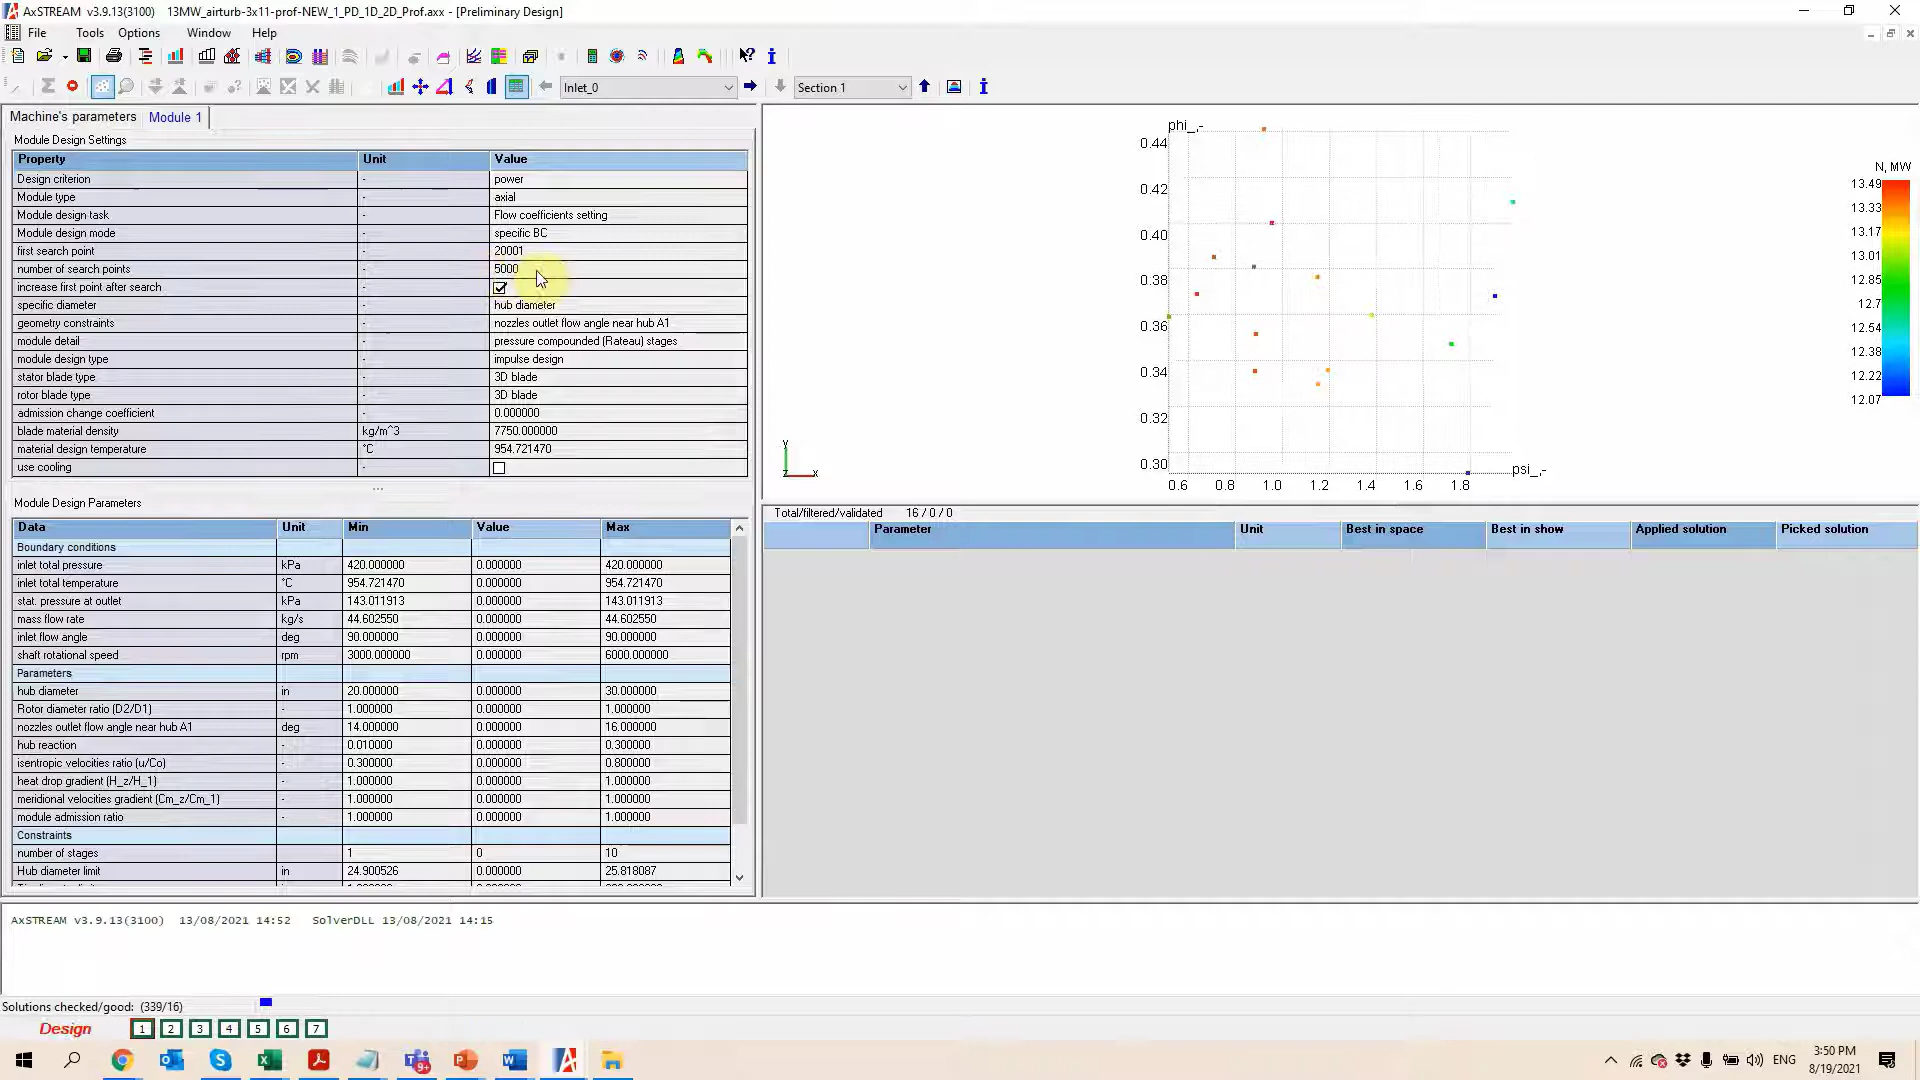 AxSTREAM v3.9.13(3100)   13MW_airturb-3x11-prof-NEW_1_PD_1D_2D_Prof.axx - [Preliminary Design]
File Tools Options Window Help
Inlet_0 Section 1
Machine's parameters Module 1
Module Design Settings
Property Unit Value
Design criterion - power
Module type - axial
Module design task - Flow coefficients setting
Module design mode - specific BC
first search point - 20001
number of search points - 5000
increase first point after search -
specific diameter - hub diameter
geometry constraints - nozzles outlet flow angle near hub A1
module detail - pressure compounded (Rateau) stages
module design type - impulse design
stator blade type - 3D blade
rotor blade type - 3D blade
admission change coefficient - 0.000000
blade material density kg/m^3 7750.000000
material design temperature °C 954.721470
use cooling -
Module Design Parameters
Data Unit Min Value Max
Boundary conditions
inlet total pressure kPa 420.000000 0.000000 420.000000
inlet total temperature °C 954.721470 0.000000 954.721470
stat. pressure at outlet kPa 143.011913 0.000000 143.011913
mass flow rate kg/s 44.602550 0.000000 44.602550
inlet flow angle deg 90.000000 0.000000 90.000000
shaft rotational speed rpm 3000.000000 0.000000 6000.000000
Parameters
hub diameter in 20.000000 0.000000 30.000000
Rotor diameter ratio (D2/D1) - 1.000000 0.000000 1.000000
nozzles outlet flow angle near hub A1 deg 14.000000 0.000000 16.000000
hub reaction - 0.010000 0.000000 0.300000
isentropic velocities ratio (u/Co) - 0.300000 0.000000 0.800000
heat drop gradient (H_z/H_1) - 1.000000 0.000000 1.000000
meridional velocities gradient (Cm_z/Cm_1) - 1.000000 0.000000 1.000000
module admission ratio - 1.000000 0.000000 1.000000
Constraints
number of stages 1 0 10
Hub diameter limit in 24.900526 0.000000 25.818087
phi_,-
0.44
0.42
0.40
0.38
0.36
0.34
0.32
0.30
0.6 0.8 1.0 1.2 1.4 1.6 1.8
psi_,-
y
z x
N, MW
13.49
13.33
13.17
13.01
12.85
12.7
12.54
12.38
12.22
12.07
Total/filtered/validated 16 / 0 / 0
Parameter Unit Best in space Best in show Applied solution Picked solution
AxSTREAM v3.9.13(3100) 13/08/2021 14:52 SolverDLL 13/08/2021 14:15
Solutions checked/good: (339/16)
Design 1 2 3 4 5 6 7
9+
ENG
3:50 PM
8/19/2021